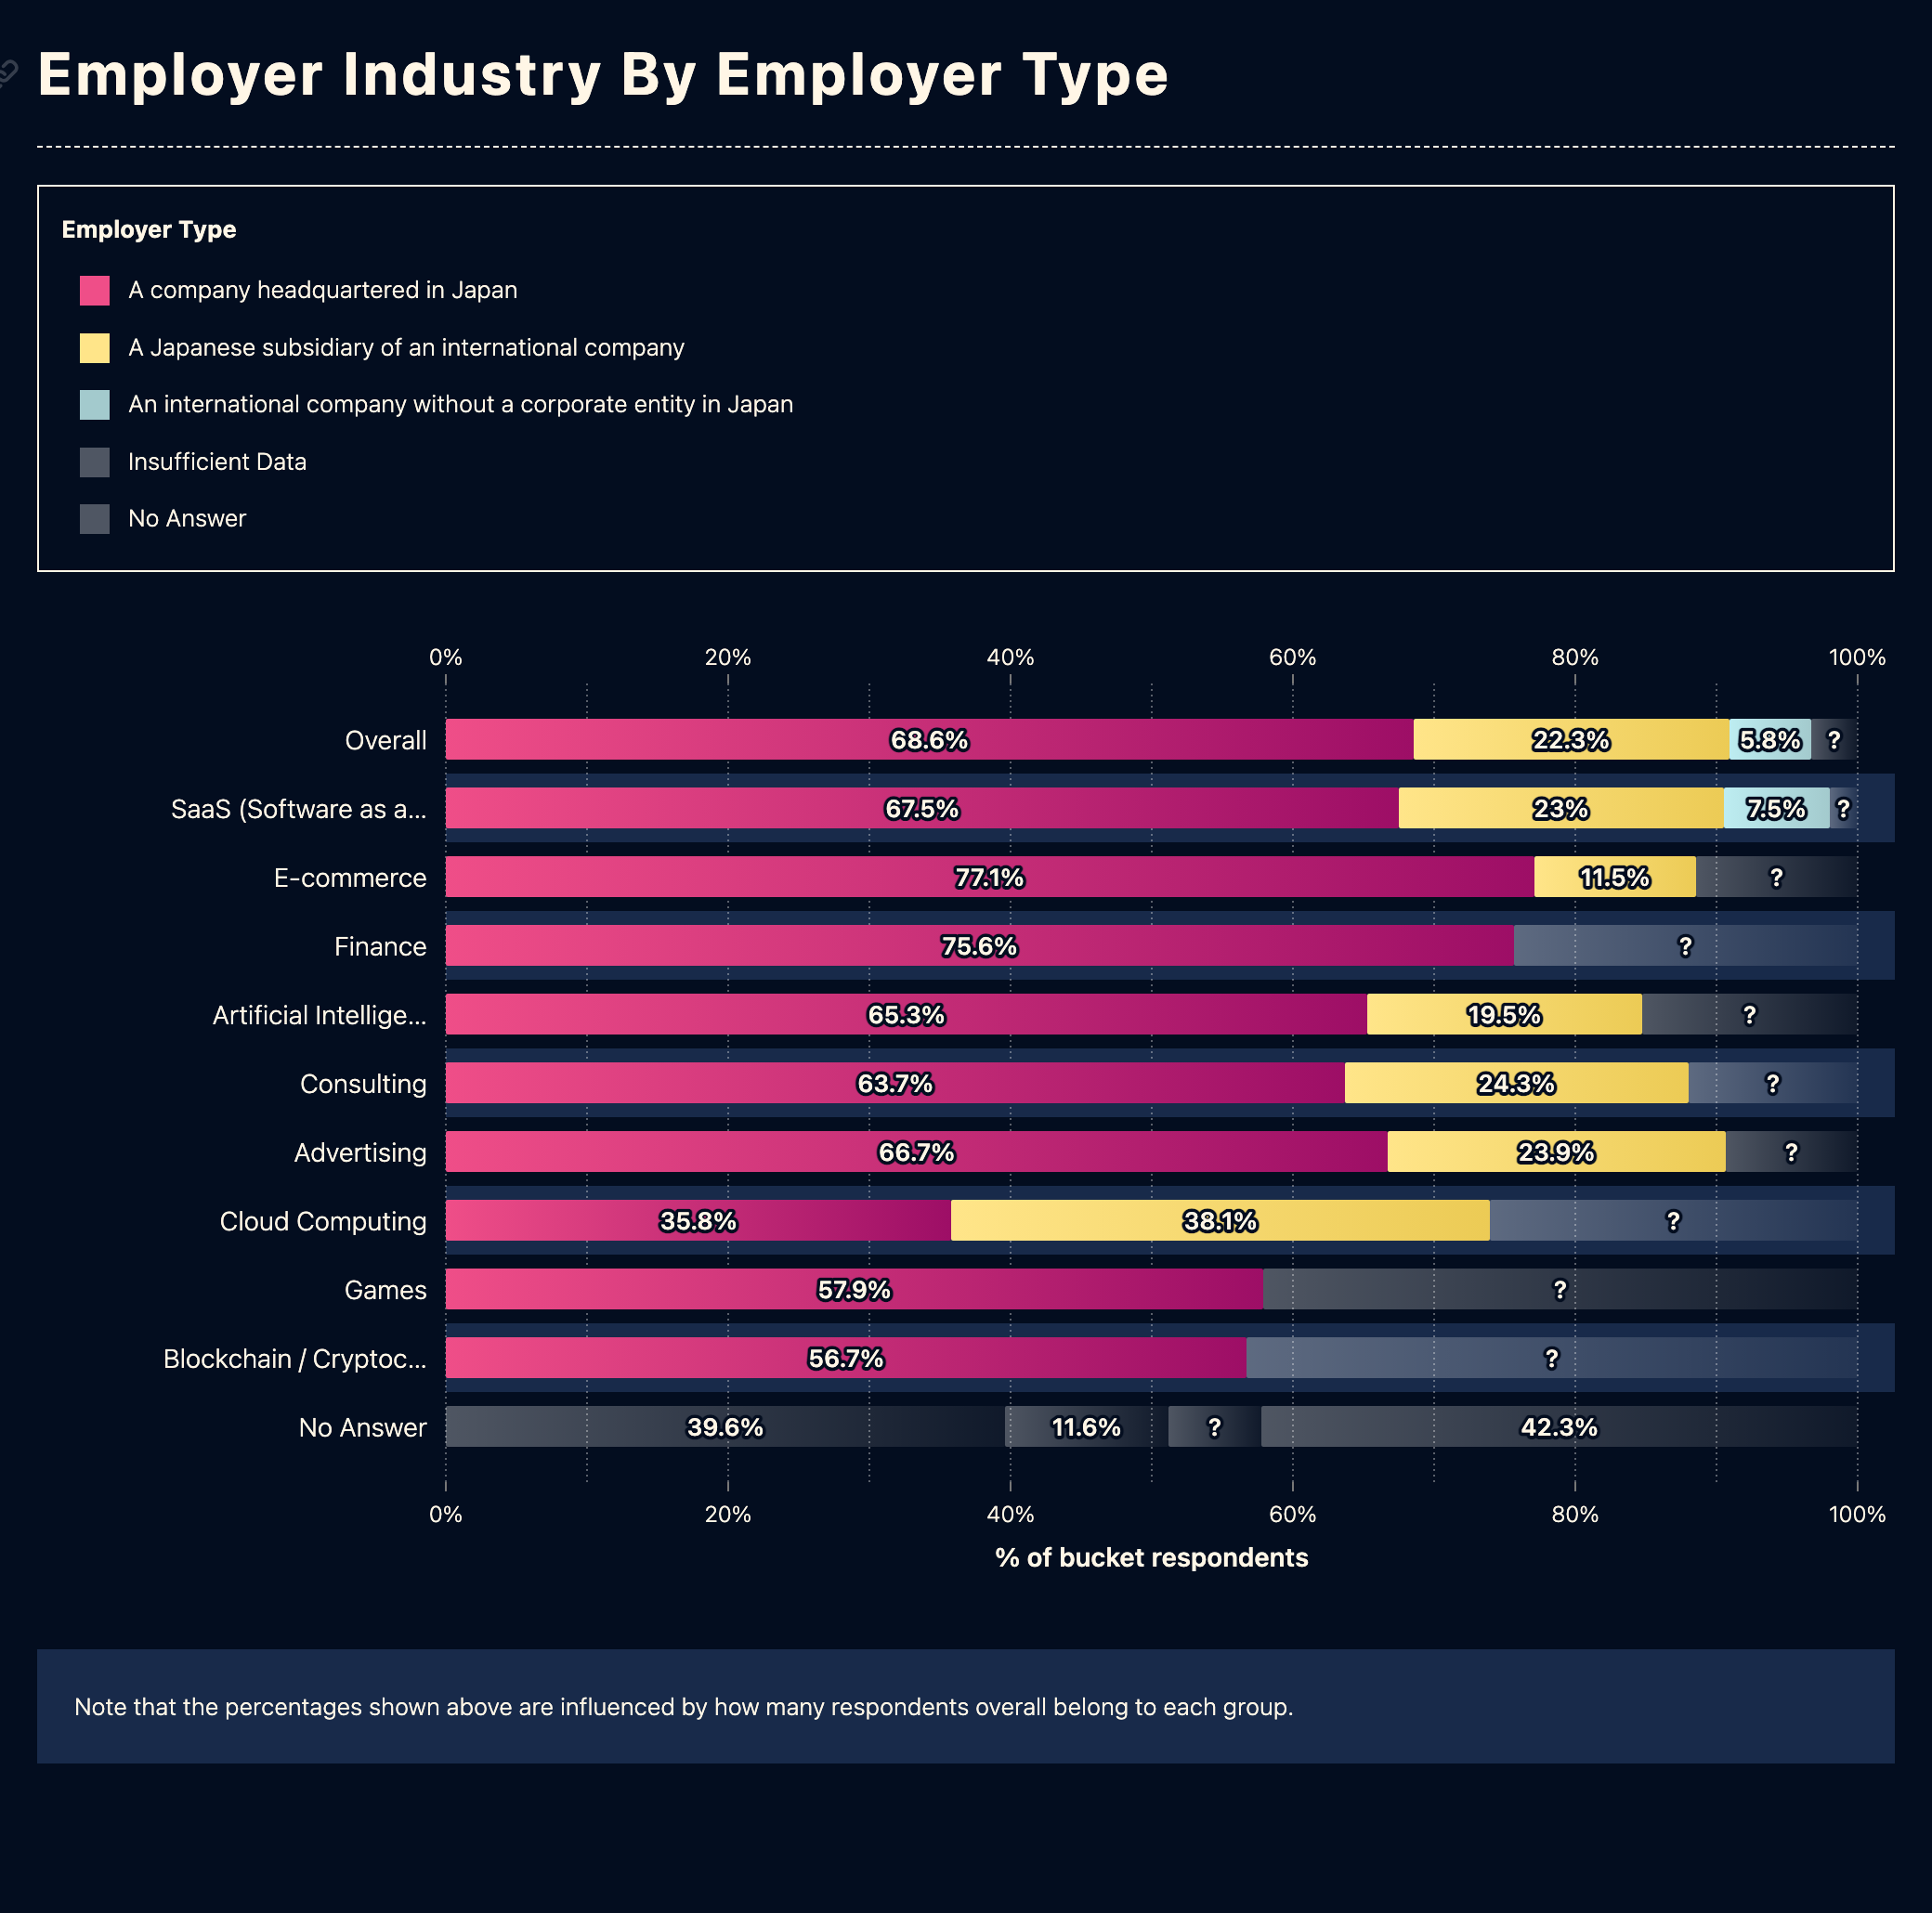 Employer Industry By Employer Type
Employer Type
A company headquartered in Japan
A Japanese subsidiary of an international company
An international company without a corporate entity in Japan
Insufficient Data
No Answer
0% 20% 40% 60% 80% 100%
Overall 68.6% 22.3% 5.8% ?
SaaS (Software as a... 67.5% 23% 7.5% ?
E-commerce 77.1% 11.5% ?
Finance 75.6% ?
Artificial Intellige... 65.3% 19.5% ?
Consulting 63.7% 24.3% ?
Advertising 66.7% 23.9% ?
Cloud Computing 35.8% 38.1% ?
Games 57.9% ?
Blockchain / Cryptoc... 56.7% ?
No Answer 39.6% 11.6% ? 42.3%
0% 20% 40% 60% 80% 100%
% of bucket respondents
Note that the percentages shown above are influenced by how many respondents overall belong to each group.